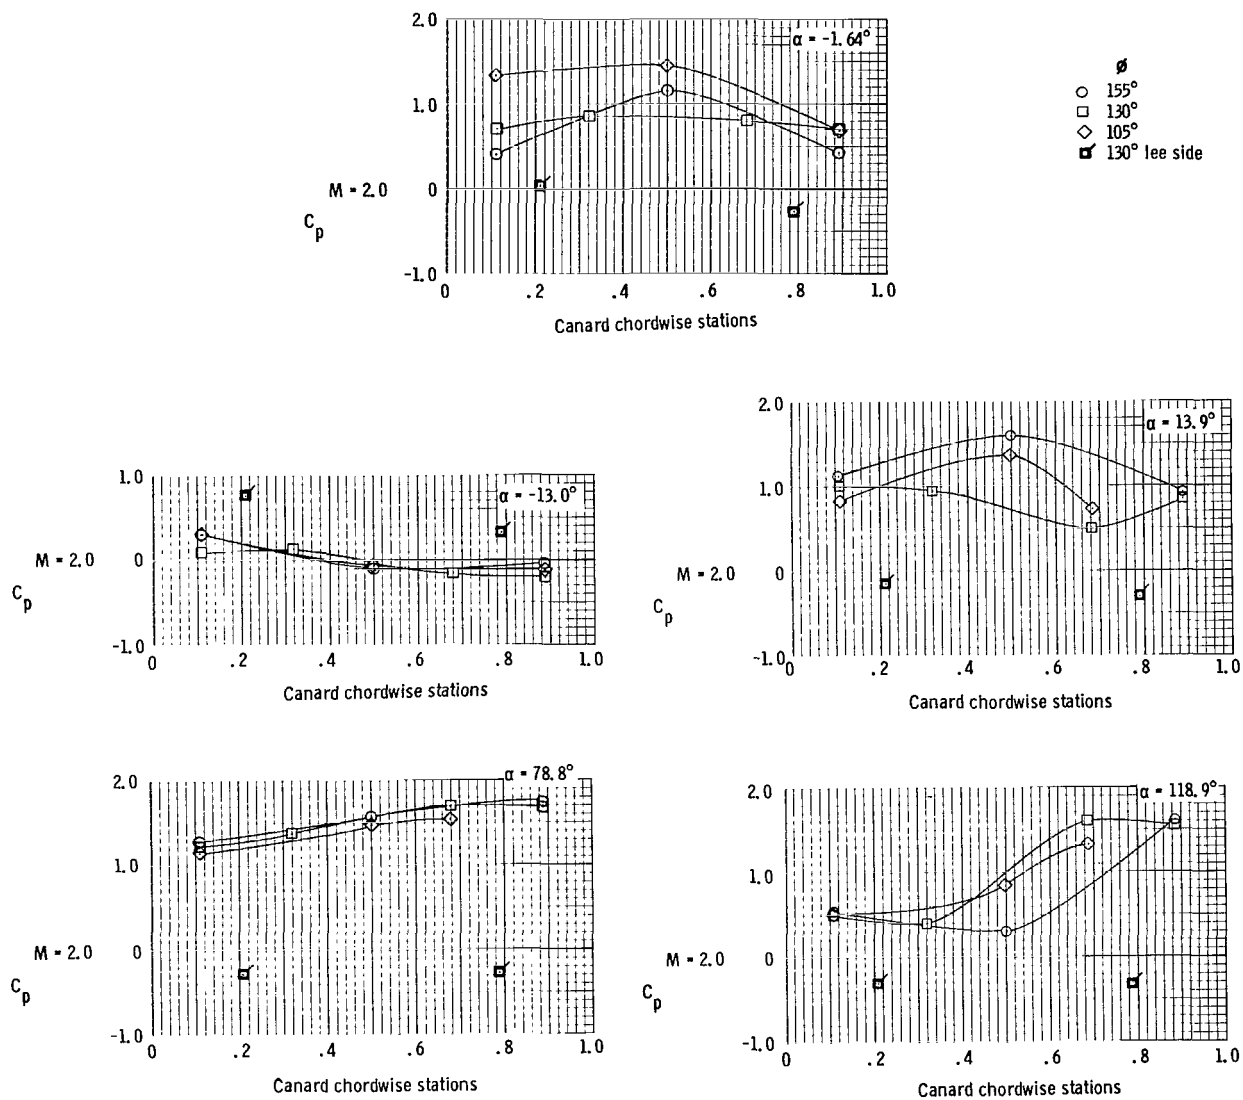 2.0
α = -1.64°
1.0
M = 2.0
0
C_p
-1.0
0 .2 .4 .6 .8 1.0
Canard chordwise stations
ø
155°
130°
105°
130° lee side
1.0
α = -13.0°
M = 2.0
0
C_p
-1.0
0 .2 .4 .6 .8 1.0
Canard chordwise stations
2.0
α = 13.9°
1.0
M = 2.0
0
C_p
-1.0
0 .2 .4 .6 .8 1.0
Canard chordwise stations
2.0
α = 78.8°
1.0
M = 2.0
0
C_p
-1.0
0 .2 .4 .6 .8 1.0
Canard chordwise stations
2.0
α = 118.9°
1.0
M = 2.0
0
C_p
-1.0
0 .2 .4 .6 .8 1.0
Canard chordwise stations